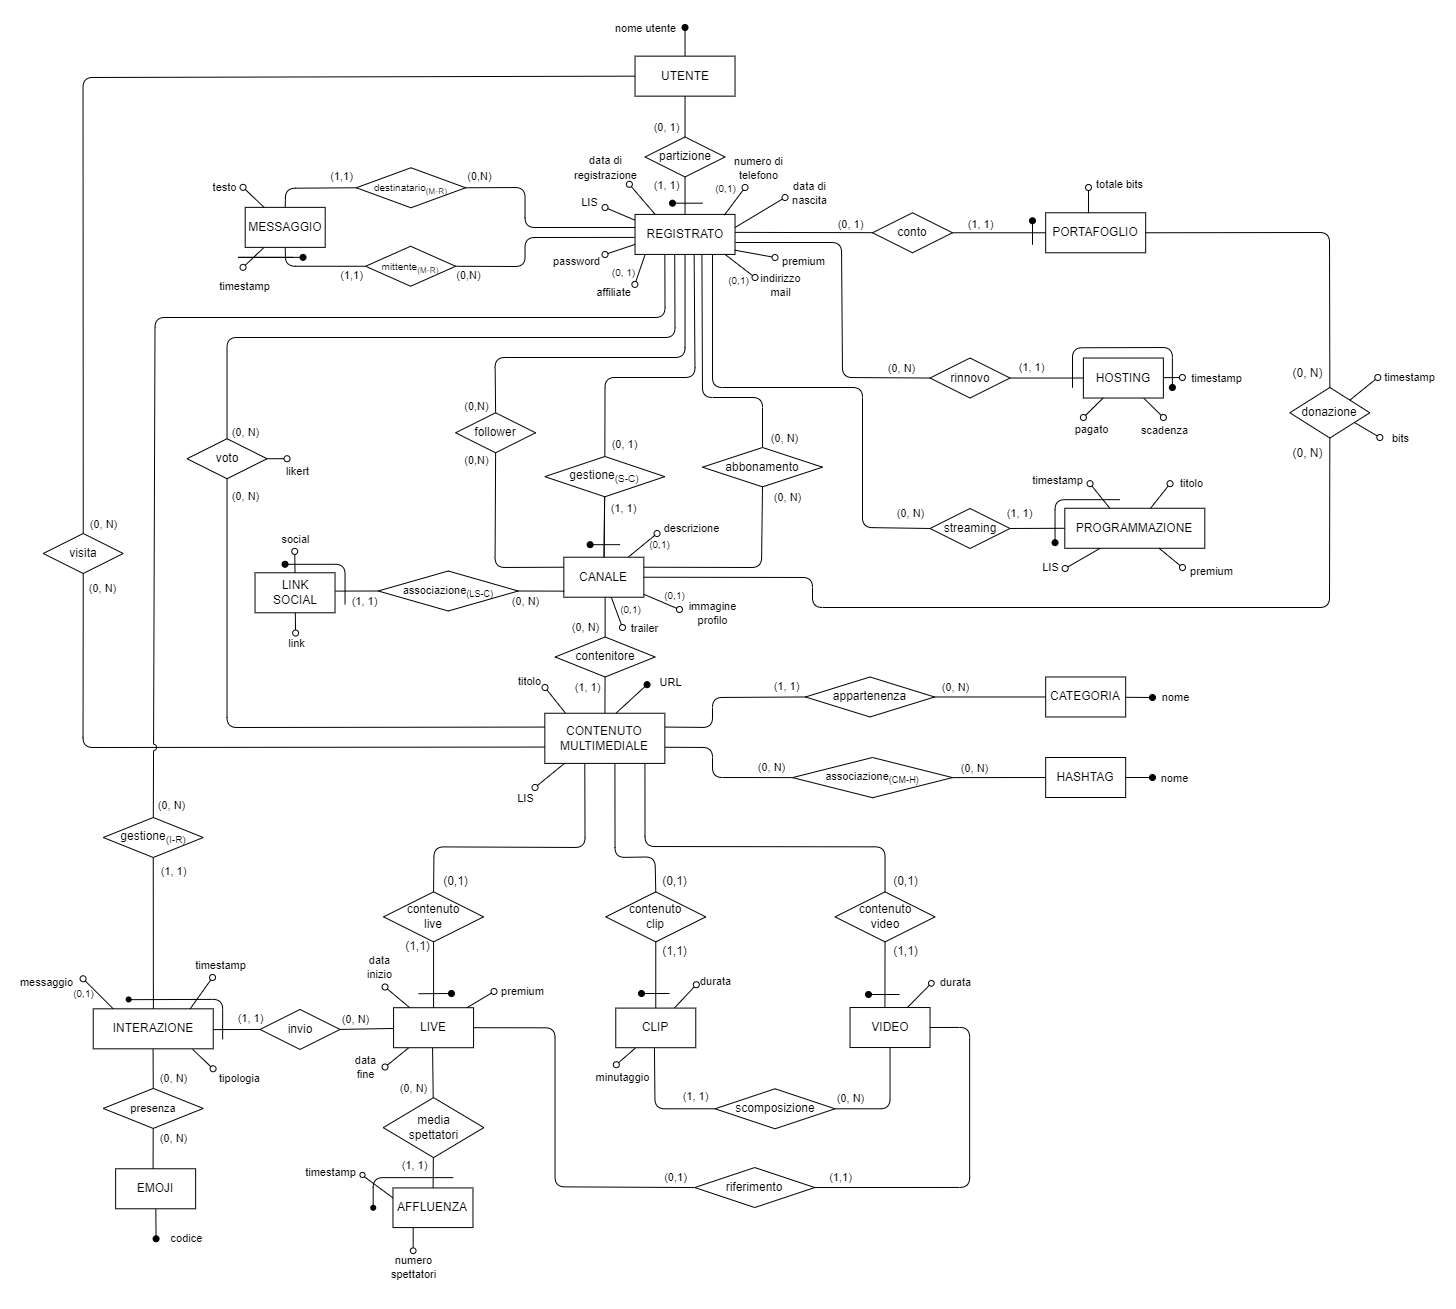 nome utente
UTENTE
(0, 1)
partizione
(1, 1)
data di
registrazione
numero di
telefono
(0,1)
data di
nascita
LIS
REGISTRATO
password
(0, 1)
affiliate
premium
(0,1)
indirizzo
mail
testo
MESSAGGIO
timestamp
(1,1)
destinatario(M-R)
(0,N)
(1,1)
mittente(M-R)
(0,N)
(0, 1)
conto
(1, 1)
PORTAFOGLIO
totale bits
(0, N)
rinnovo
(1, 1)
HOSTING
timestamp
pagato
scadenza
(0, N)
donazione
(0, N)
timestamp
bits
(0,N)
follower
(0,N)
(0, 1)
gestione(S-C)
(1, 1)
(0, N)
abbonamento
(0, N)
(0, N)
voto
likert
(0, N)
(0, N)
streaming
(1, 1)
timestamp
titolo
PROGRAMMAZIONE
LIS
premium
(0, N)
visita
(0, N)
social
LINK
SOCIAL
link
(1, 1)
associazione(LS-C)
(0, N)
CANALE
descrizione
(0,1)
(0,1)
immagine
profilo
(0,1)
trailer
(0, N)
contenitore
(1, 1)
titolo
URL
CONTENUTO
MULTIMEDIALE
LIS
(1, 1)
appartenenza
(0, N)
CATEGORIA
nome
(0, N)
associazione(CM-H)
(0, N)
HASHTAG
nome
(0, N)
gestione(I-R)
(1, 1)
(0,1)
contenuto
live
(1,1)
(0,1)
contenuto
clip
(1,1)
(0,1)
contenuto
video
(1,1)
messaggio
(0,1)
timestamp
INTERAZIONE
tipologia
(1, 1)
invio
(0, N)
data
inizio
premium
LIVE
data
fine
durata
CLIP
minutaggio
durata
VIDEO
(0, N)
presenza
(0, N)
EMOJI
codice
(0, N)
media
spettatori
(1, 1)
timestamp
AFFLUENZA
numero
spettatori
(1, 1)
scomposizione
(0, N)
(0,1)
riferimento
(1,1)